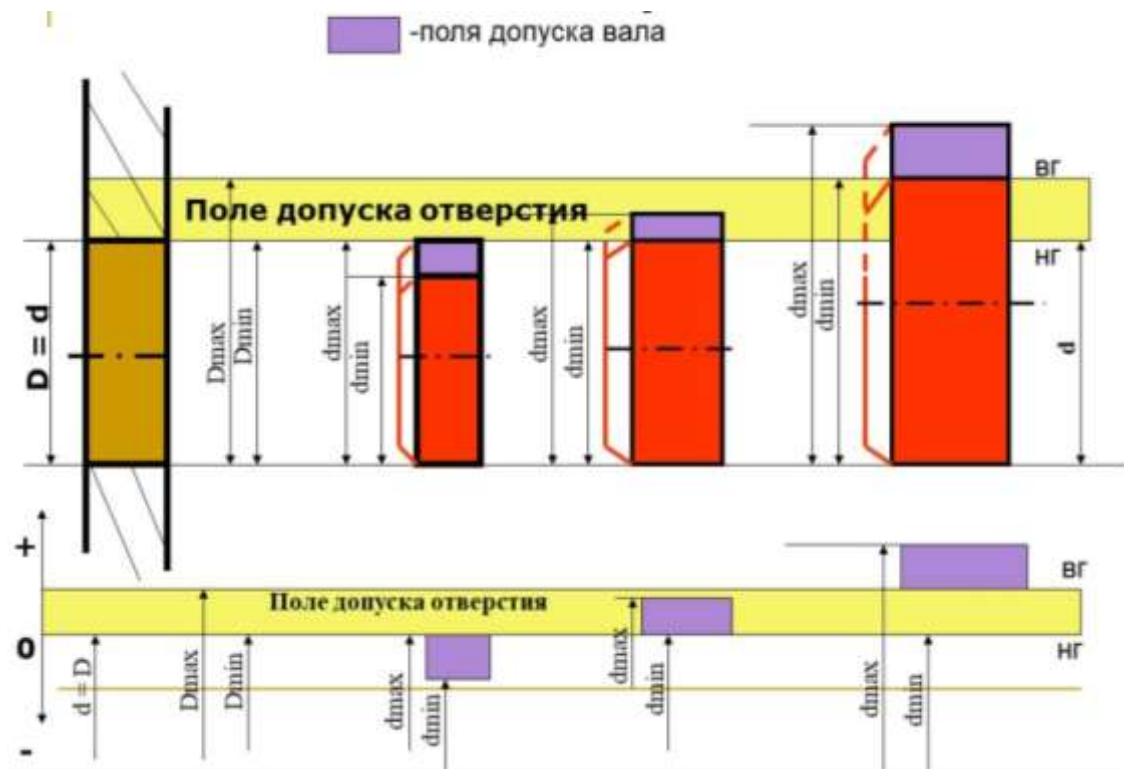 -поля допуска вала
ВГ
Поле допуска отверстия
НГ
D = d
Dmax
Dmin
dmax
dmin
dmax
dmin
dmax
dmin
d
+
ВГ
Поле допуска отверстия
0
НГ
d = D
Dmax
Dmin
dmax
dmin
dmax
dmin
dmax
dmin
-